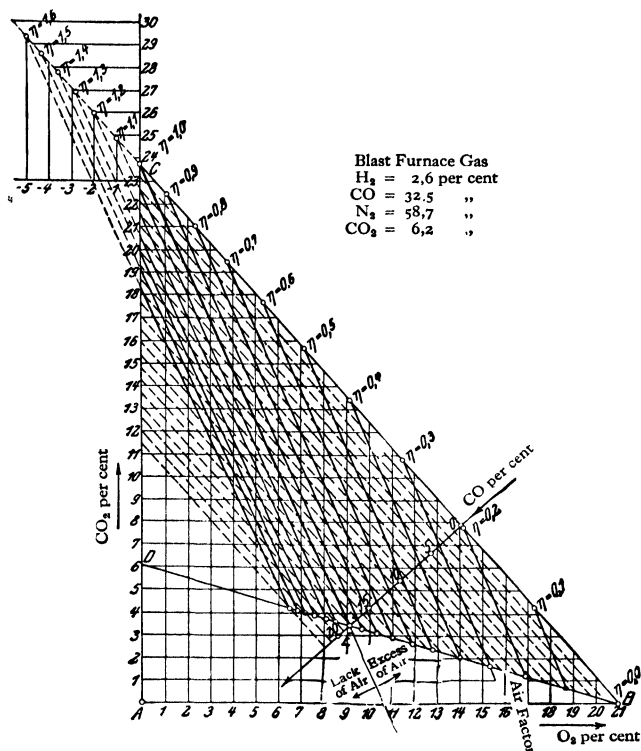 30
η=1,6
29
η=1,5
28
η=1,4
27
η=1,3
26
η=1,2
25
η=1,1
24
η=1,0
C
-5 -4 -3 -2 -1
23
22
η=0,9
21
η=0,8
20
19
η=0,7
18
η=0,6
17
16
η=0,5
15
14
13
η=0,4
12
11
η=0,3
10
9
8
η=0,2
7
6
D
5
4
3
2
1
η=0,1
η=0,0
B
A
1 2 3 4 5 6 7 8 9 10 11 12 13 14 15 16 17 18 19 20 21
Blast Furnace Gas
H₂ = 2,6 per cent
CO = 32.5 „
N₂ = 58,7 „
CO₂ = 6,2 „
CO₂ per cent
CO per cent
0
5
10
15
20
Lack of Air
Excess of Air
Air Factor
O₂ per cent